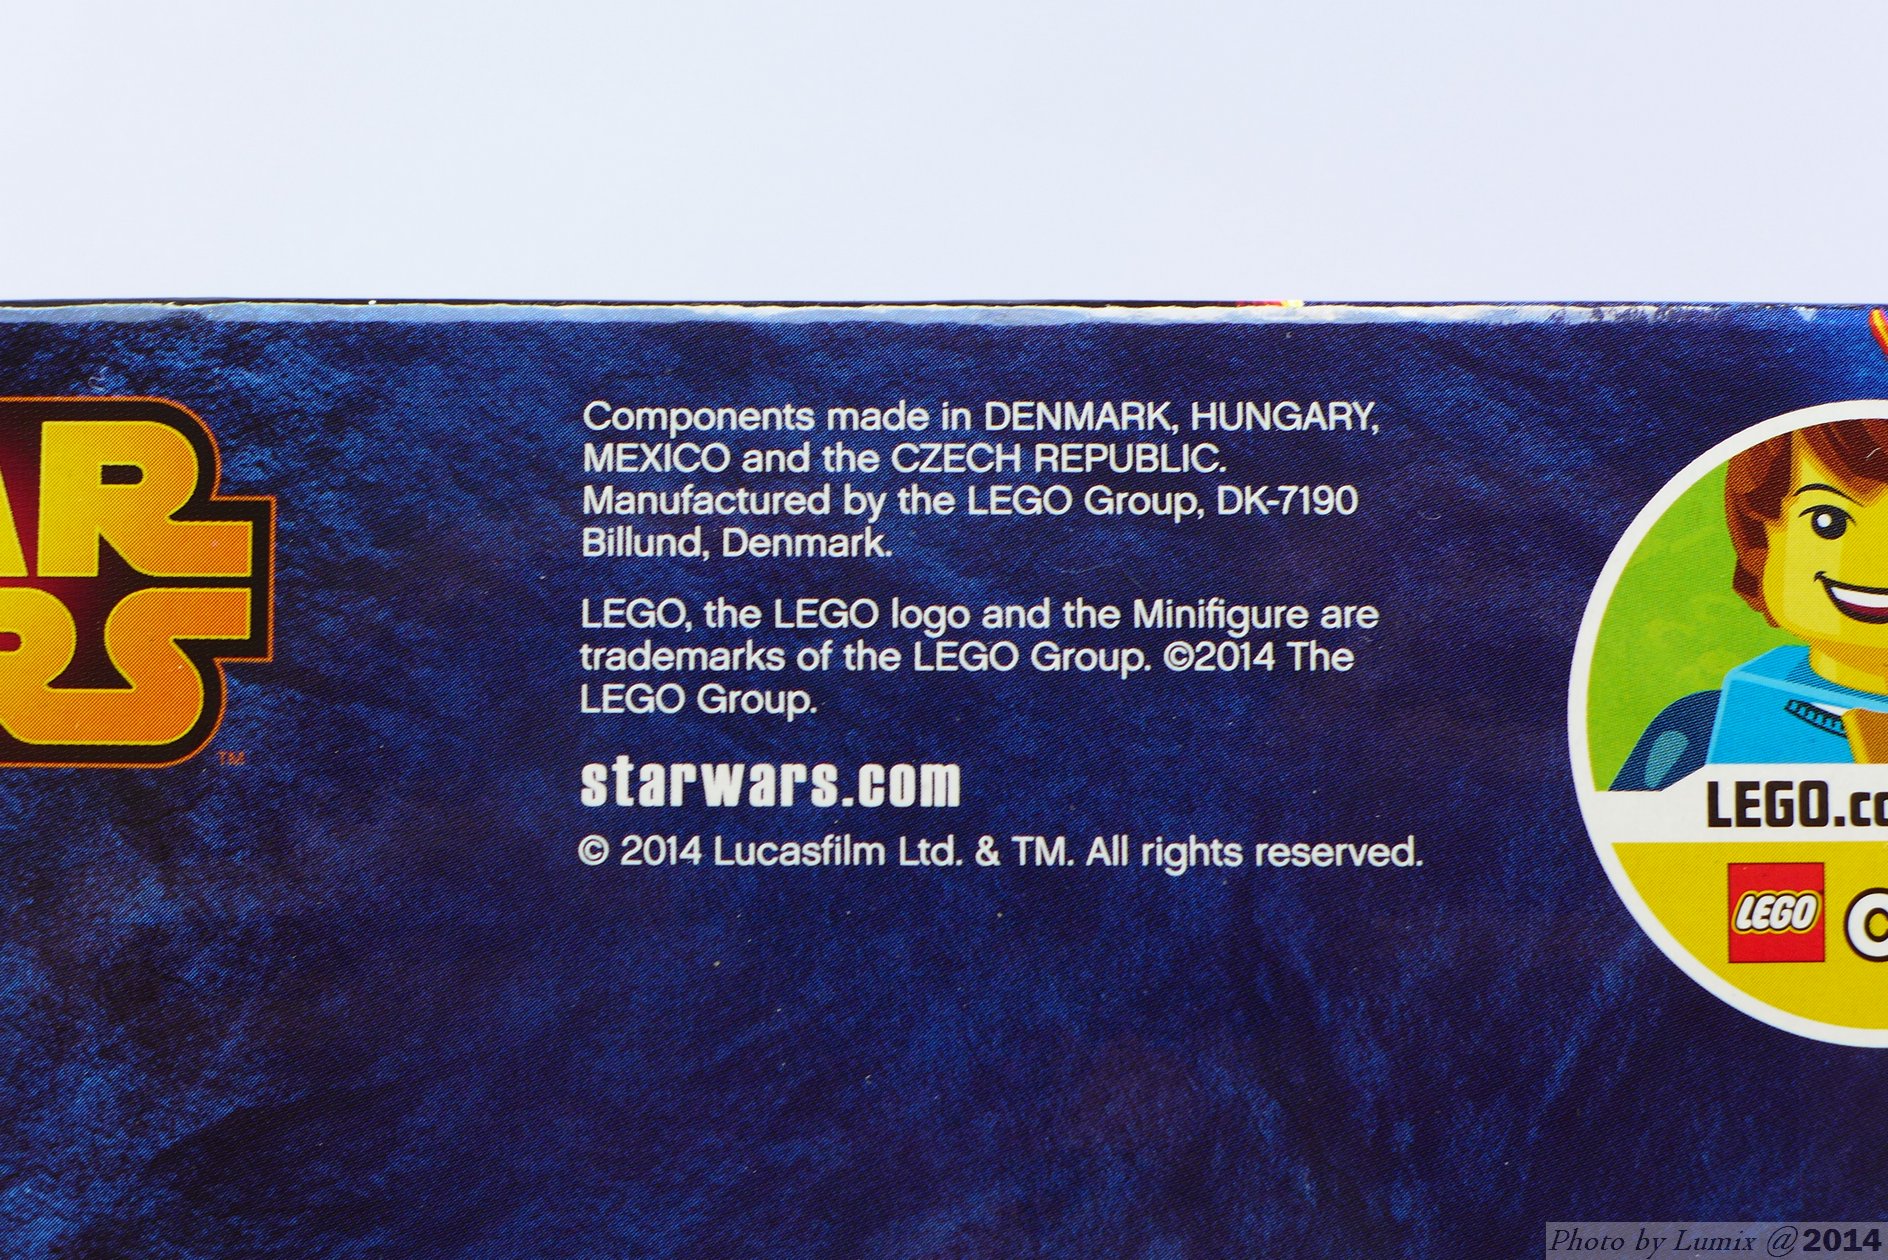 AR
RS
TM
Components made in DENMARK, HUNGARY,
MEXICO and the CZECH REPUBLIC.
Manufactured by the LEGO Group, DK-7190
Billund, Denmark.
LEGO, the LEGO logo and the Minifigure are
trademarks of the LEGO Group. ©2014 The
LEGO Group.
starwars.com
© 2014 Lucasfilm Ltd. & TM. All rights reserved.
LEGO.co
LEGO
Photo by Lumix @2014